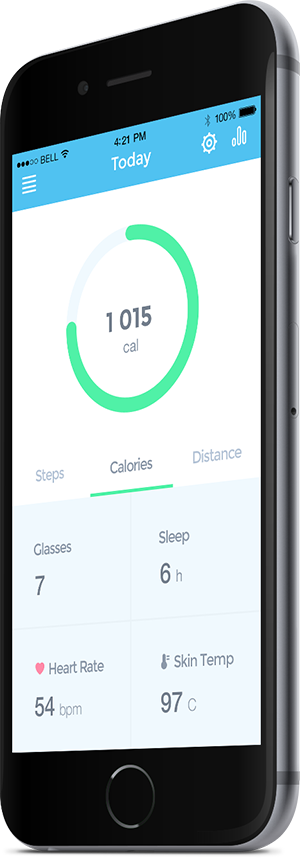 BELL 4:21 PM 100%
Today
1 015
cal
Steps Calories Distance
Glasses Sleep
7 6 h
Heart Rate Skin Temp
54 bpm 97 C